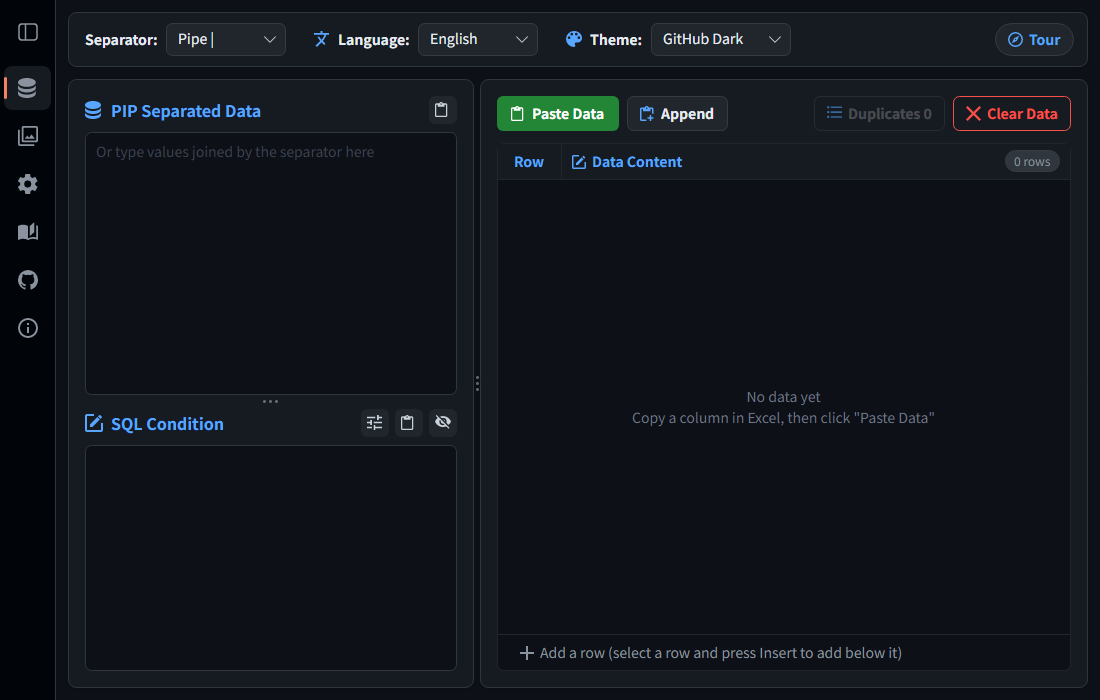 Separator: Pipe | Language: English Theme: GitHub Dark Tour
PIP Separated Data
Or type values joined by the separator here
SQL Condition
Paste Data Append Duplicates 0 Clear Data
Row Data Content 0 rows
No data yet
Copy a column in Excel, then click "Paste Data"
Add a row (select a row and press Insert to add below it)